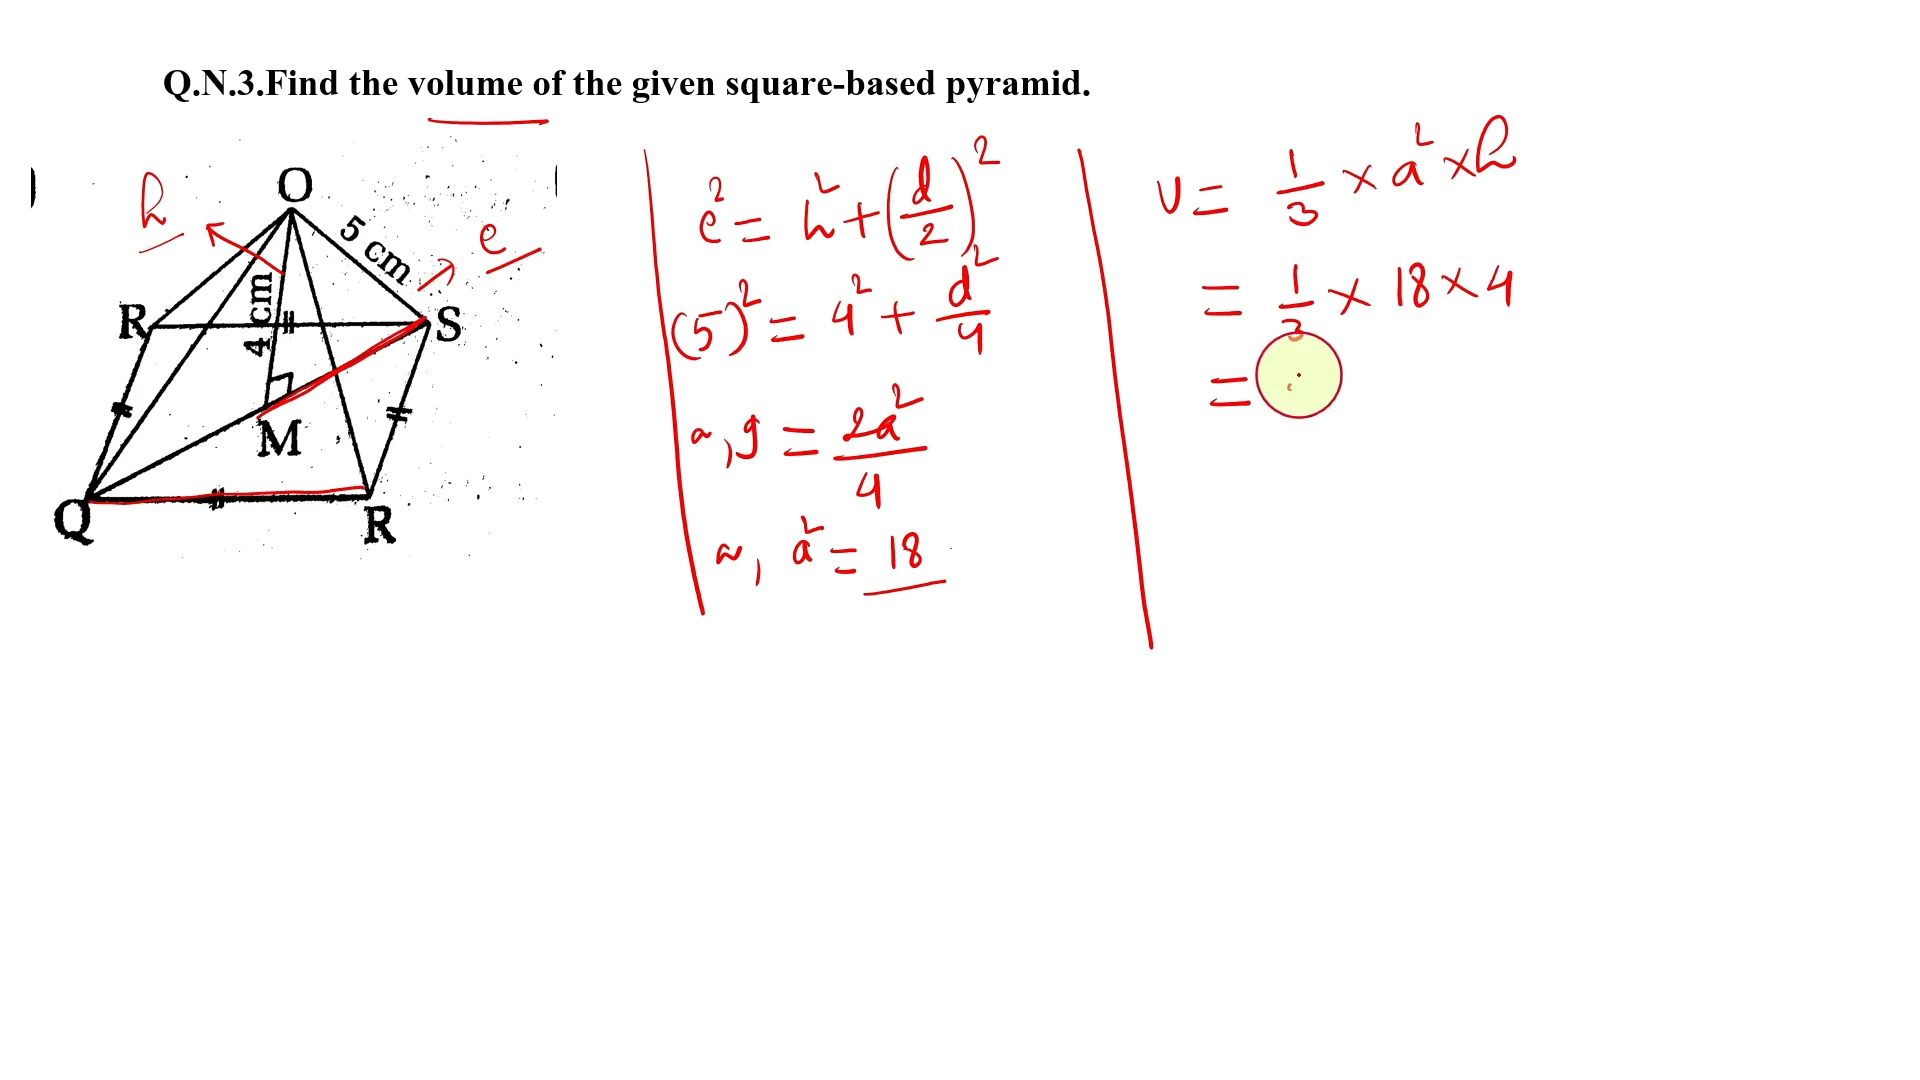 Q.N.3.Find the volume of the given square-based pyramid.
O
h
5 cm
e
R
4 cm
S
M
Q
R
e² = h² + (d/2)²
(5)² = 4² + d²/4
, 9 = 2a²/4
, a² = 18
V = 1/3 × a² × h
= 1/3 × 18 × 4
=